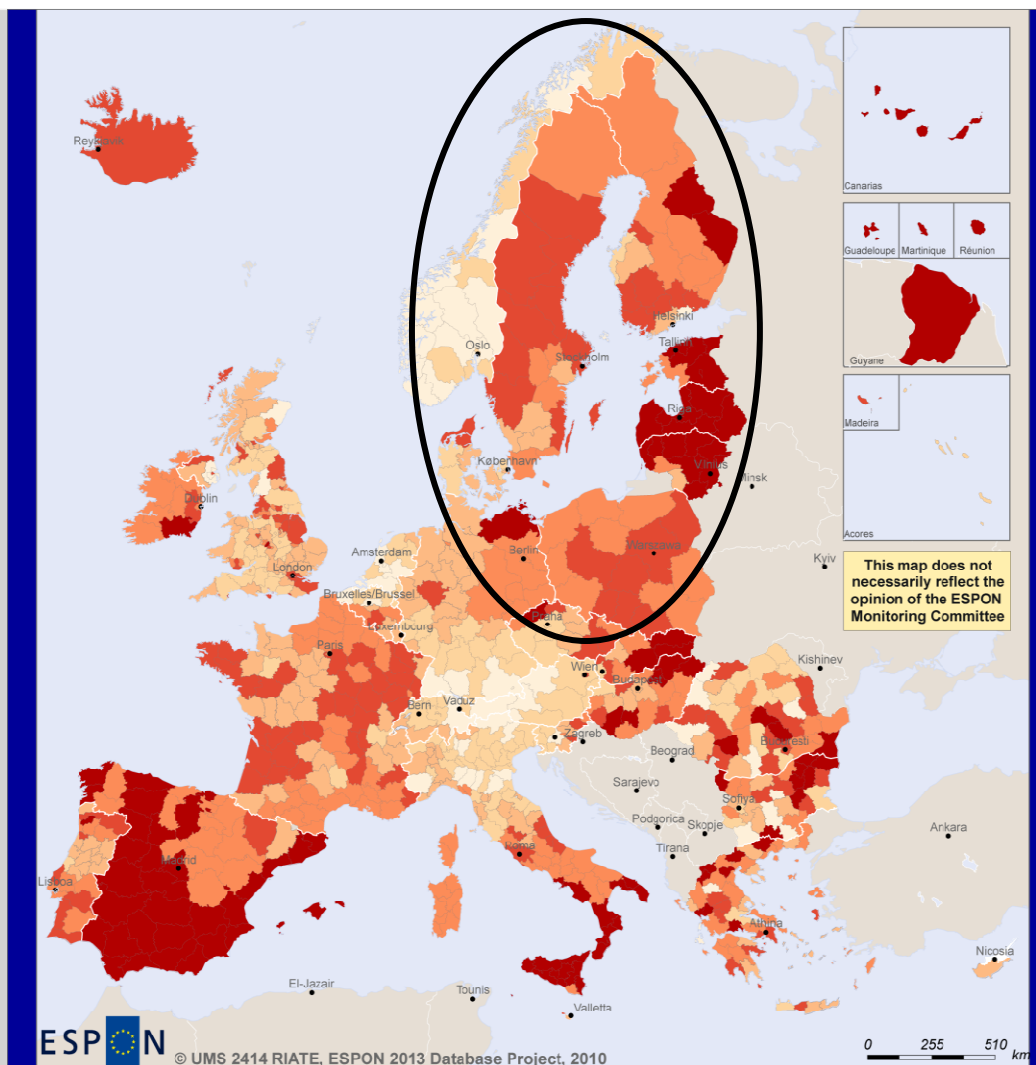 Reykjavik
Canarias
Guadeloupe
Martinique
Réunion
Guyane
Madeira
Acores
This map does not
necessarily reflect the
opinion of the ESPON
Monitoring Committee
Oslo
Helsinki
Tallinn
Stockholm
Riga
København
Vilnius
Minsk
Dublin
Amsterdam
Berlin
Warszawa
London
Kyiv
Bruxelles/Brussel
Praha
Luxembourg
Paris
Wien
Kishinev
Budapest
Bern
Vaduz
Zagreb
Beograd
Bucuresti
Sarajevo
Sofiya
Podgorica
Skopje
Ankara
Tirana
Roma
Madrid
Lisboa
Athina
Nicosia
El-Jazair
Tounis
Valletta
ESPON
© UMS 2414 RIATE, ESPON 2013 Database Project, 2010
0 255 510
km